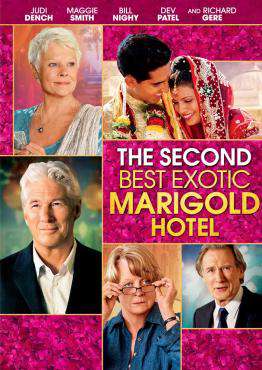 JUDI DENCH
MAGGIE SMITH
BILL NIGHY
DEV PATEL
AND RICHARD GERE
THE SECOND
BEST EXOTIC
MARIGOLD
HOTEL